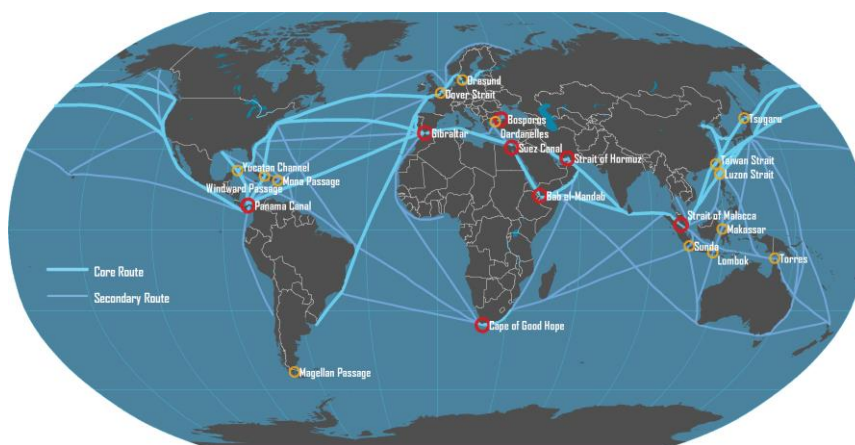 Oresund
Dover Strait
Bosporus
Tsugaru
Gibraltar
Dardanelles
Suez Canal
Strait of Hormuz
Taiwan Strait
Yucatan Channel
Luzon Strait
Windward Passage
Mona Passage
Bab el-Mandab
Panama Canal
Strait of Malacca
Makassar
Sunda
Lombok
Torres
Core Route
Secondary Route
Cape of Good Hope
Magellan Passage